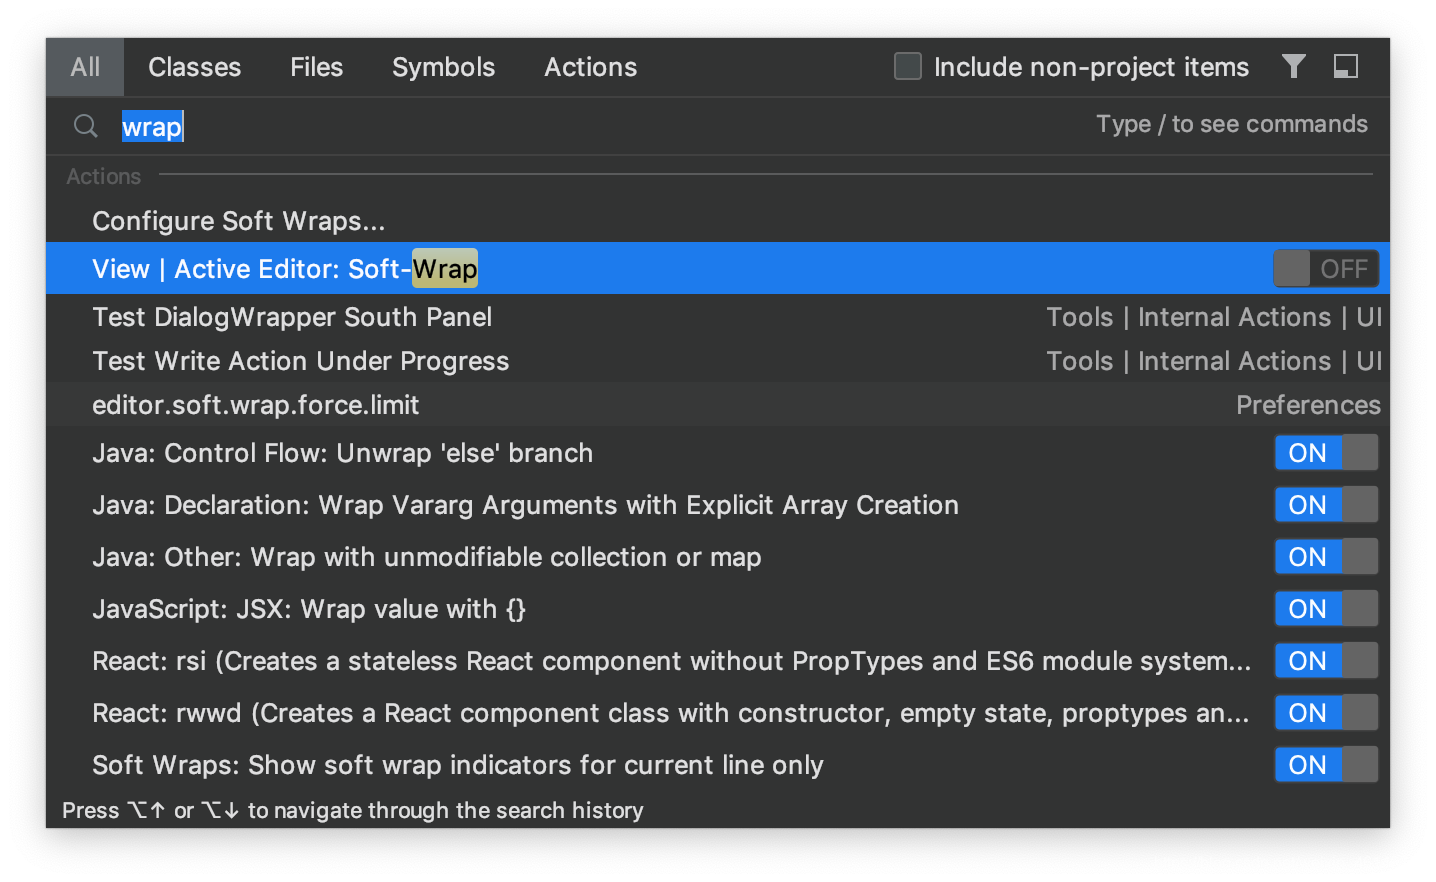 All Classes Files Symbols Actions Include non-project items
wrap Type / to see commands
Actions
Configure Soft Wraps...
View | Active Editor: Soft-Wrap OFF
Test DialogWrapper South Panel Tools | Internal Actions | UI
Test Write Action Under Progress Tools | Internal Actions | UI
editor.soft.wrap.force.limit Preferences
Java: Control Flow: Unwrap 'else' branch ON
Java: Declaration: Wrap Vararg Arguments with Explicit Array Creation ON
Java: Other: Wrap with unmodifiable collection or map ON
JavaScript: JSX: Wrap value with {} ON
React: rsi (Creates a stateless React component without PropTypes and ES6 module system... ON
React: rwwd (Creates a React component class with constructor, empty state, proptypes an... ON
Soft Wraps: Show soft wrap indicators for current line only ON
Press ⌥↑ or ⌥↓ to navigate through the search history